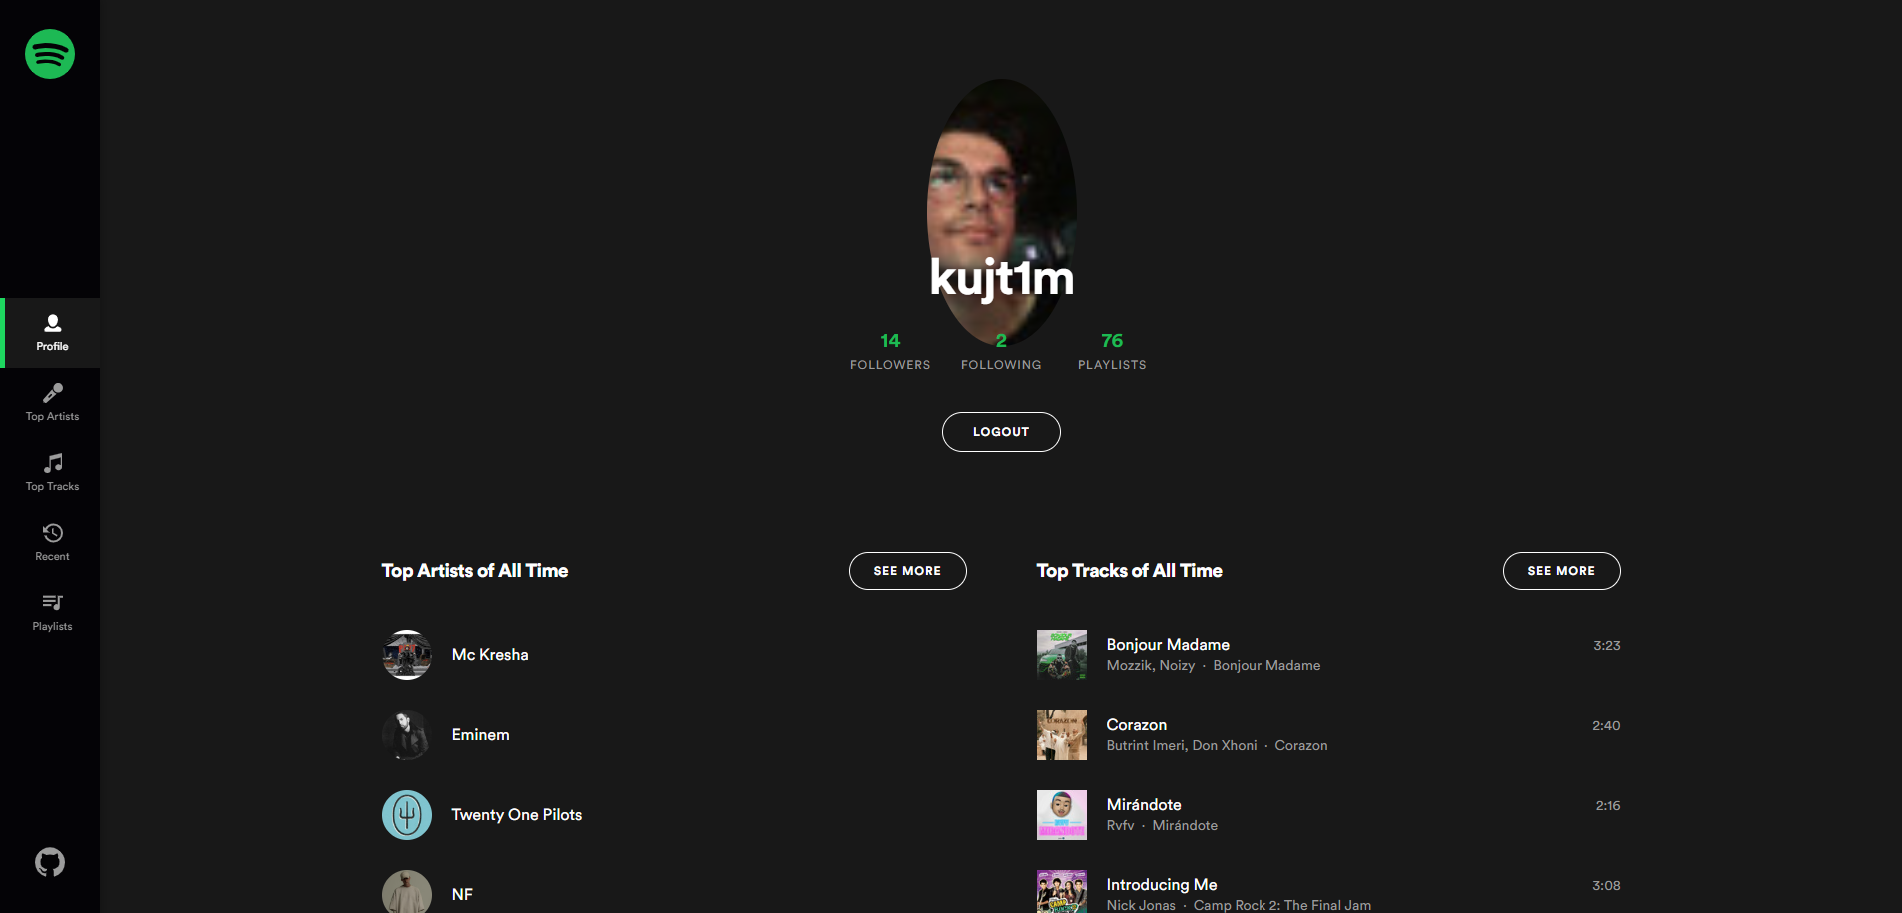 Profile
Top Artists
Top Tracks
Recent
Playlists
kujt1m
14
FOLLOWERS
2
FOLLOWING
76
PLAYLISTS
LOGOUT
Top Artists of All Time
SEE MORE
Mc Kresha
Eminem
Twenty One Pilots
NF
Top Tracks of All Time
SEE MORE
Bonjour Madame
3:23
Mozzik, Noizy · Bonjour Madame
Corazon
2:40
Butrint Imeri, Don Xhoni · Corazon
Mirándote
2:16
Rvfv · Mirándote
Introducing Me
3:08
Nick Jonas · Camp Rock 2: The Final Jam